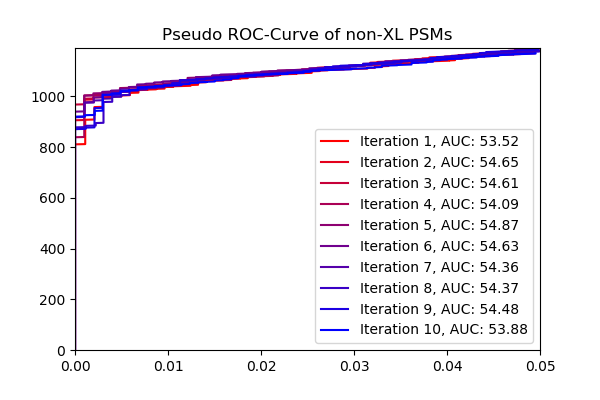 Pseudo ROC-Curve of non-XL PSMs
1000
800
600
400
200
0
Iteration 1, AUC: 53.52
Iteration 2, AUC: 54.65
Iteration 3, AUC: 54.61
Iteration 4, AUC: 54.09
Iteration 5, AUC: 54.87
Iteration 6, AUC: 54.63
Iteration 7, AUC: 54.36
Iteration 8, AUC: 54.37
Iteration 9, AUC: 54.48
Iteration 10, AUC: 53.88
0.00 0.01 0.02 0.03 0.04 0.05